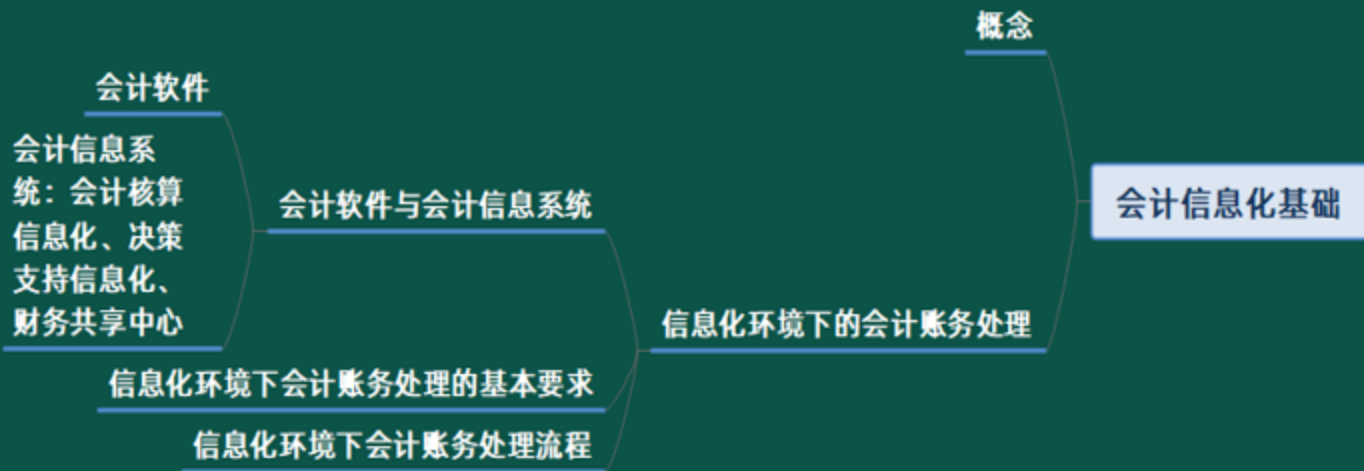 概念
会计软件
会计信息系
统：会计核算
信息化、决策
支持信息化、
财务共享中心
会计软件与会计信息系统
会计信息化基础
信息化环境下的会计账务处理
信息化环境下会计账务处理的基本要求
信息化环境下会计账务处理流程